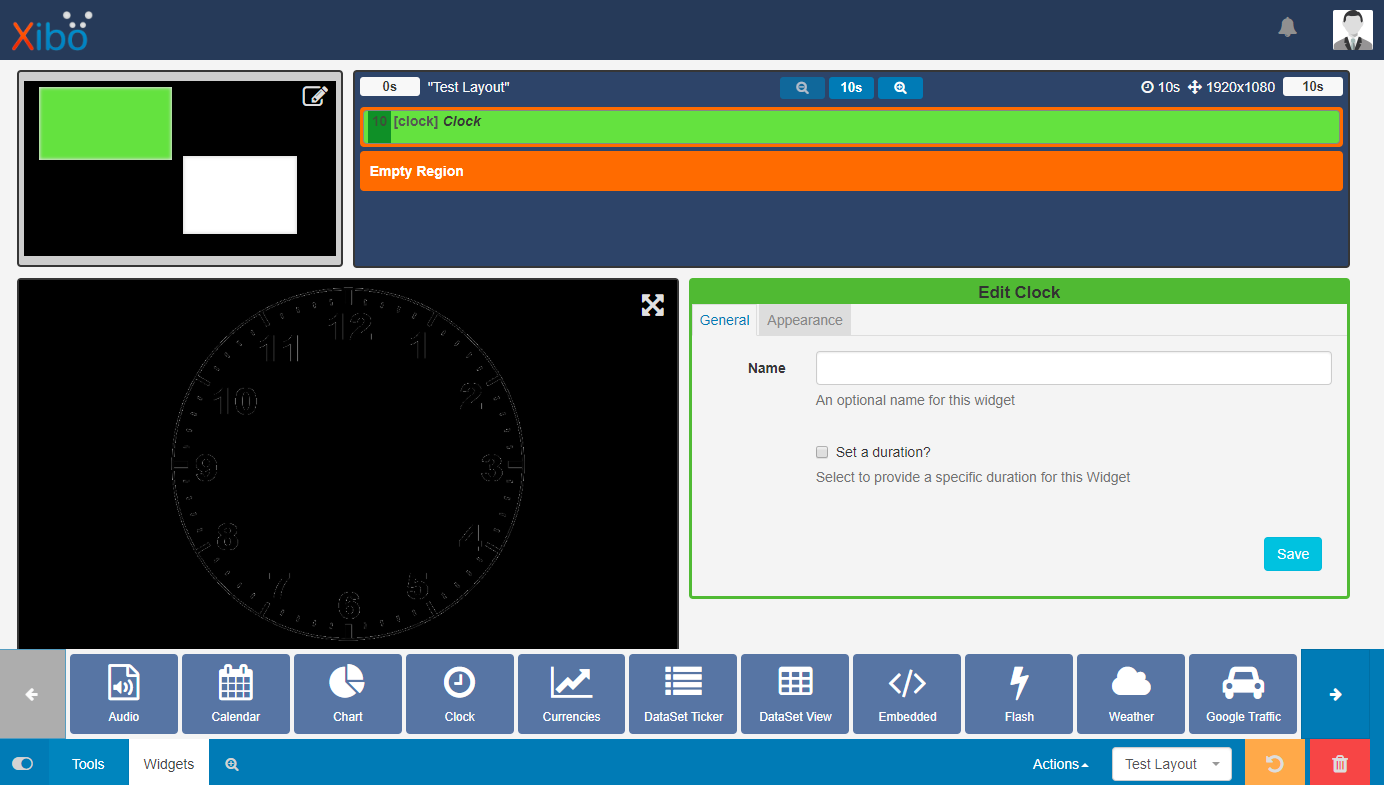 Xibo
0s "Test Layout" 10s 10s 1920x1080 10s
10 [clock] Clock
Empty Region
12
11 1
10 2
9 3
8 4
7 5
6
Edit Clock
General Appearance
Name
An optional name for this widget
Set a duration?
Select to provide a specific duration for this Widget
Save
Audio Calendar Chart Clock Currencies DataSet Ticker DataSet View Embedded Flash Weather Google Traffic
Tools Widgets Actions Test Layout